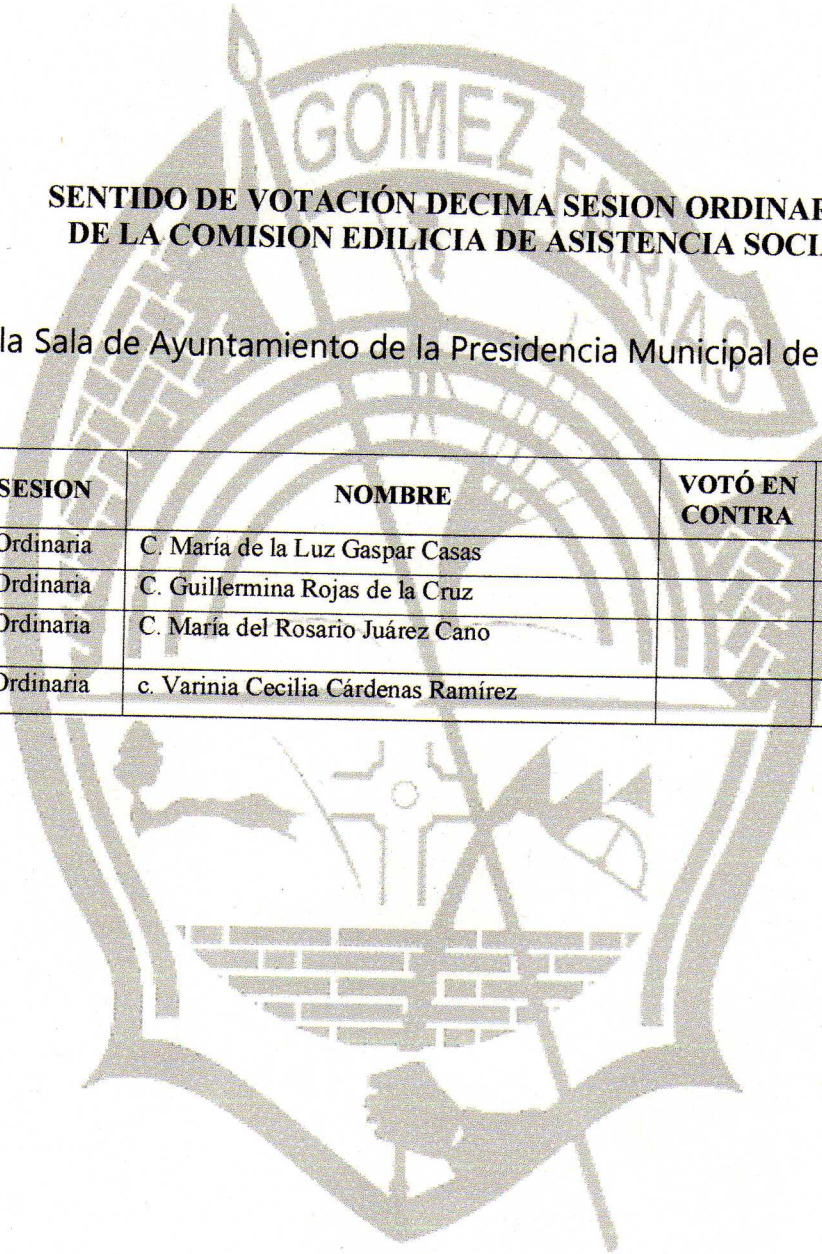 GOMEZ FARIAS
SENTIDO DE VOTACIÓN DECIMA SESION ORDINAR
DE LA COMISION EDILICIA DE ASISTENCIA SOCIA
la Sala de Ayuntamiento de la Presidencia Municipal de
SESION NOMBRE VOTÓ EN CONTRA
Ordinaria C. María de la Luz Gaspar Casas
Ordinaria C. Guillermina Rojas de la Cruz
Ordinaria C. María del Rosario Juárez Cano
Ordinaria c. Varinia Cecilia Cárdenas Ramírez